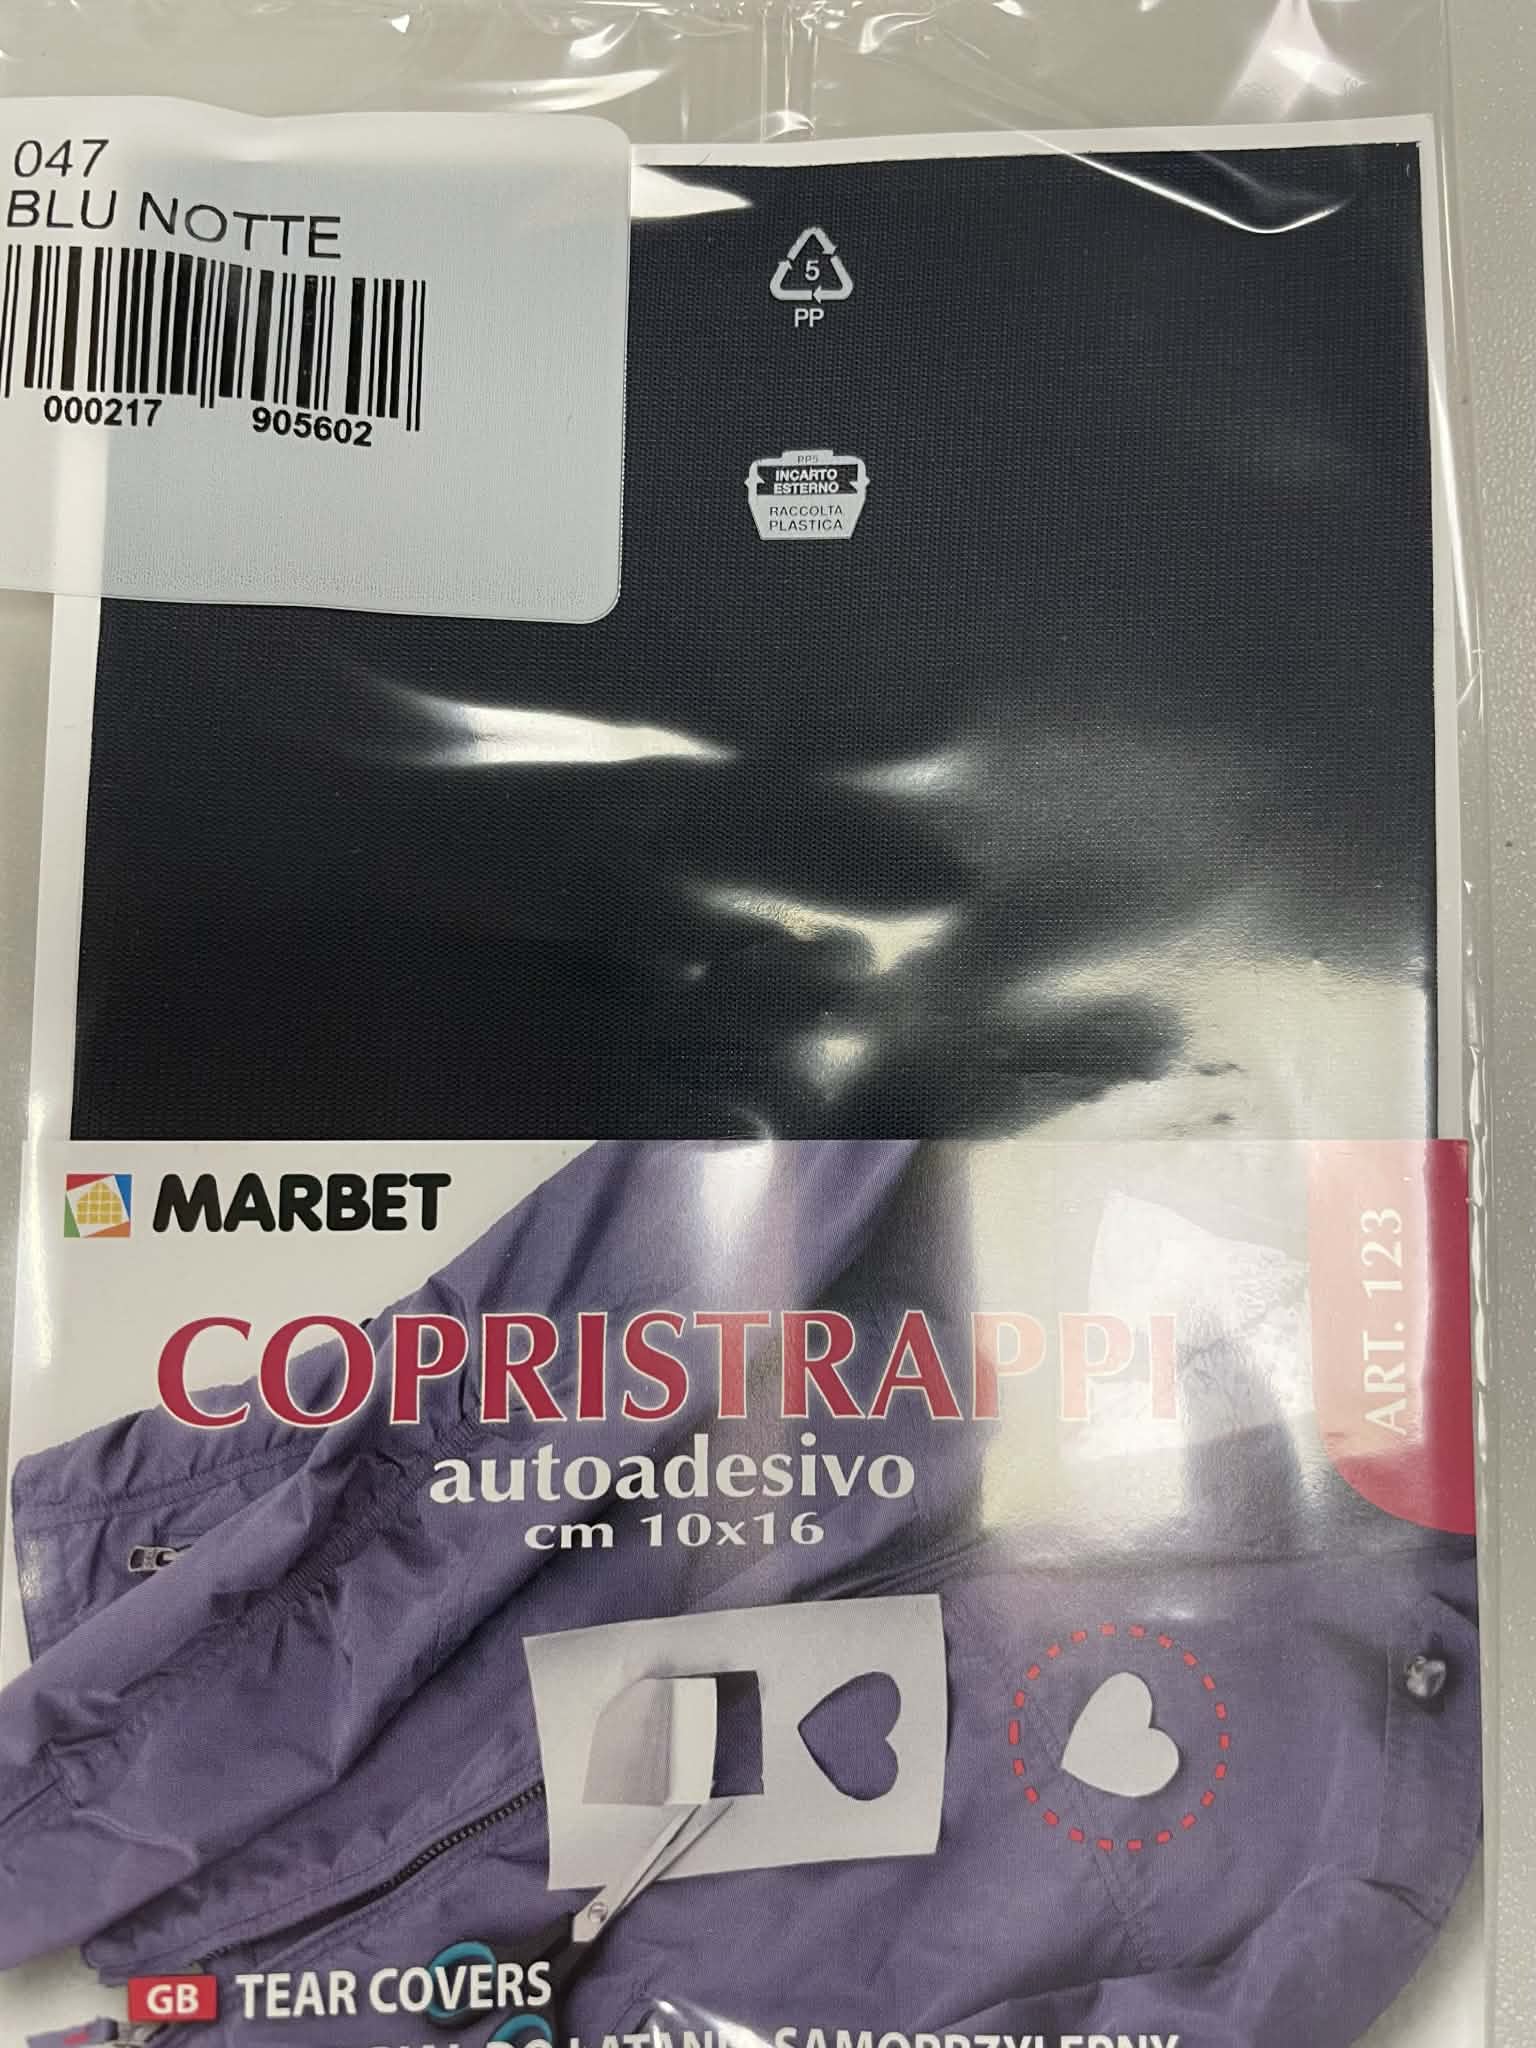 047
BLU NOTTE
000217 905602
5
PP
PP5
INCARTO
ESTERNO
RACCOLTA
PLASTICA
MARBET
ART. 123
COPRISTRAPPI
autoadesivo
cm 10x16
GB TEAR COVERS
SAMOPRZYLEPNY